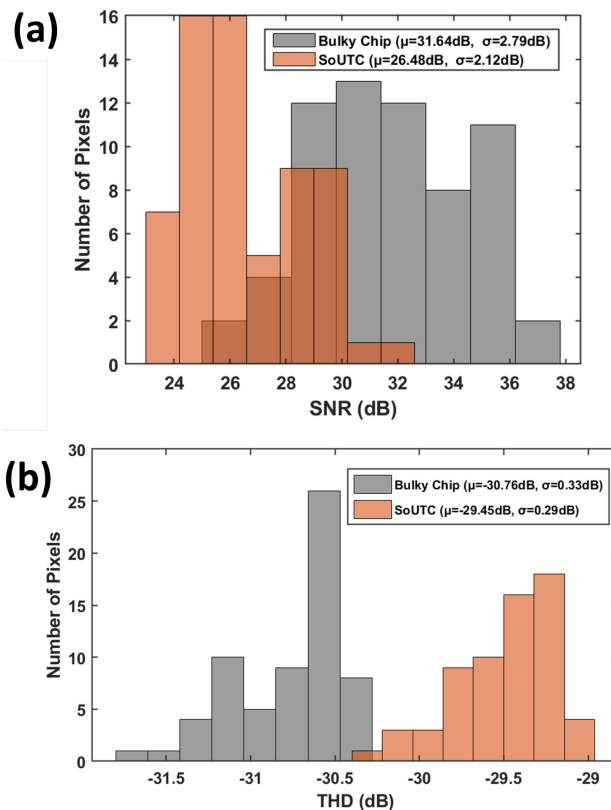 (a)
16
14
12
10
8
6
4
2
0
Number of Pixels
Bulky Chip (μ=31.64dB, σ=2.79dB)
SoUTC (μ=26.48dB, σ=2.12dB)
24 26 28 30 32 34 36 38
SNR (dB)
(b)
30
25
20
15
10
5
0
Number of Pixels
Bulky Chip (μ=-30.76dB, σ=0.33dB)
SoUTC (μ=-29.45dB, σ=0.29dB)
-31.5 -31 -30.5 -30 -29.5 -29
THD (dB)